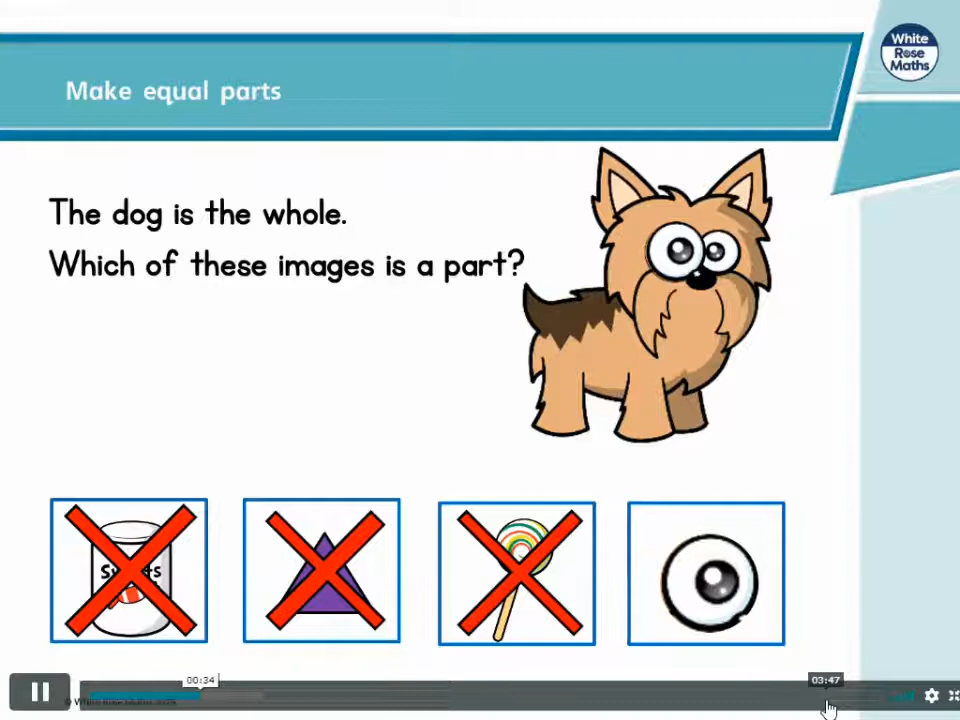 White
Rose
Maths
Make equal parts
The dog is the whole.
Which of these images is a part?
00:34
03:47